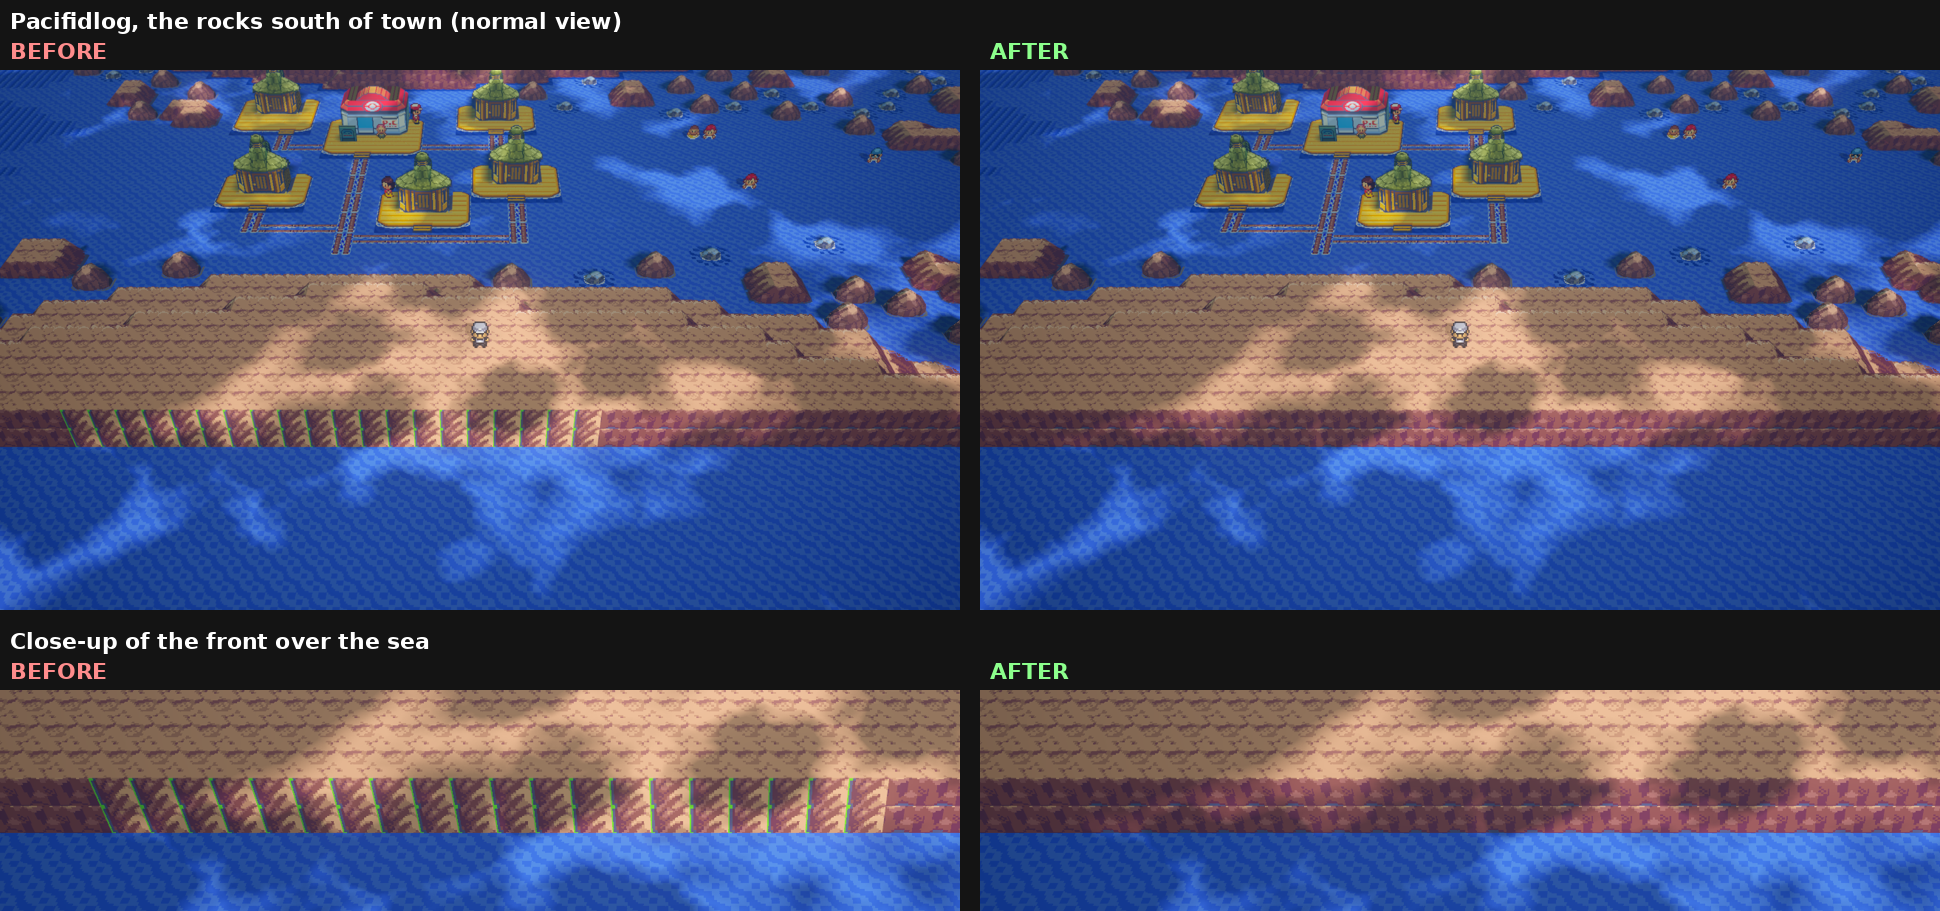 Pacifidlog, the rocks south of town (normal view)
BEFORE
AFTER
Close-up of the front over the sea
BEFORE
AFTER